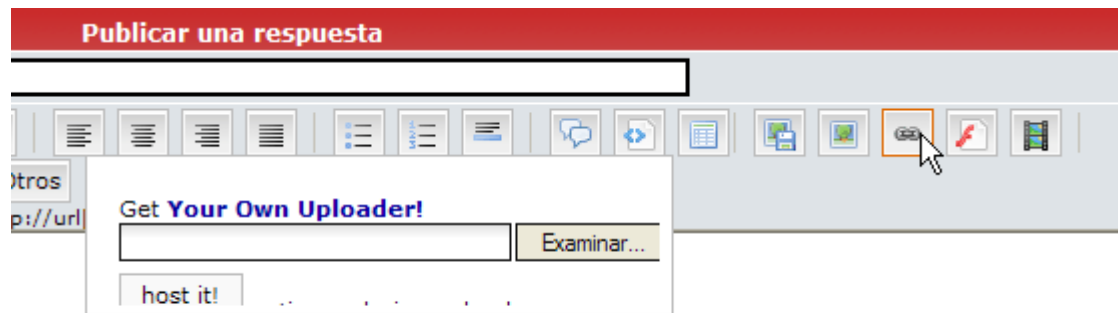 Publicar una respuesta
Otros
p://url
Get Your Own Uploader!
Examinar...
host it!